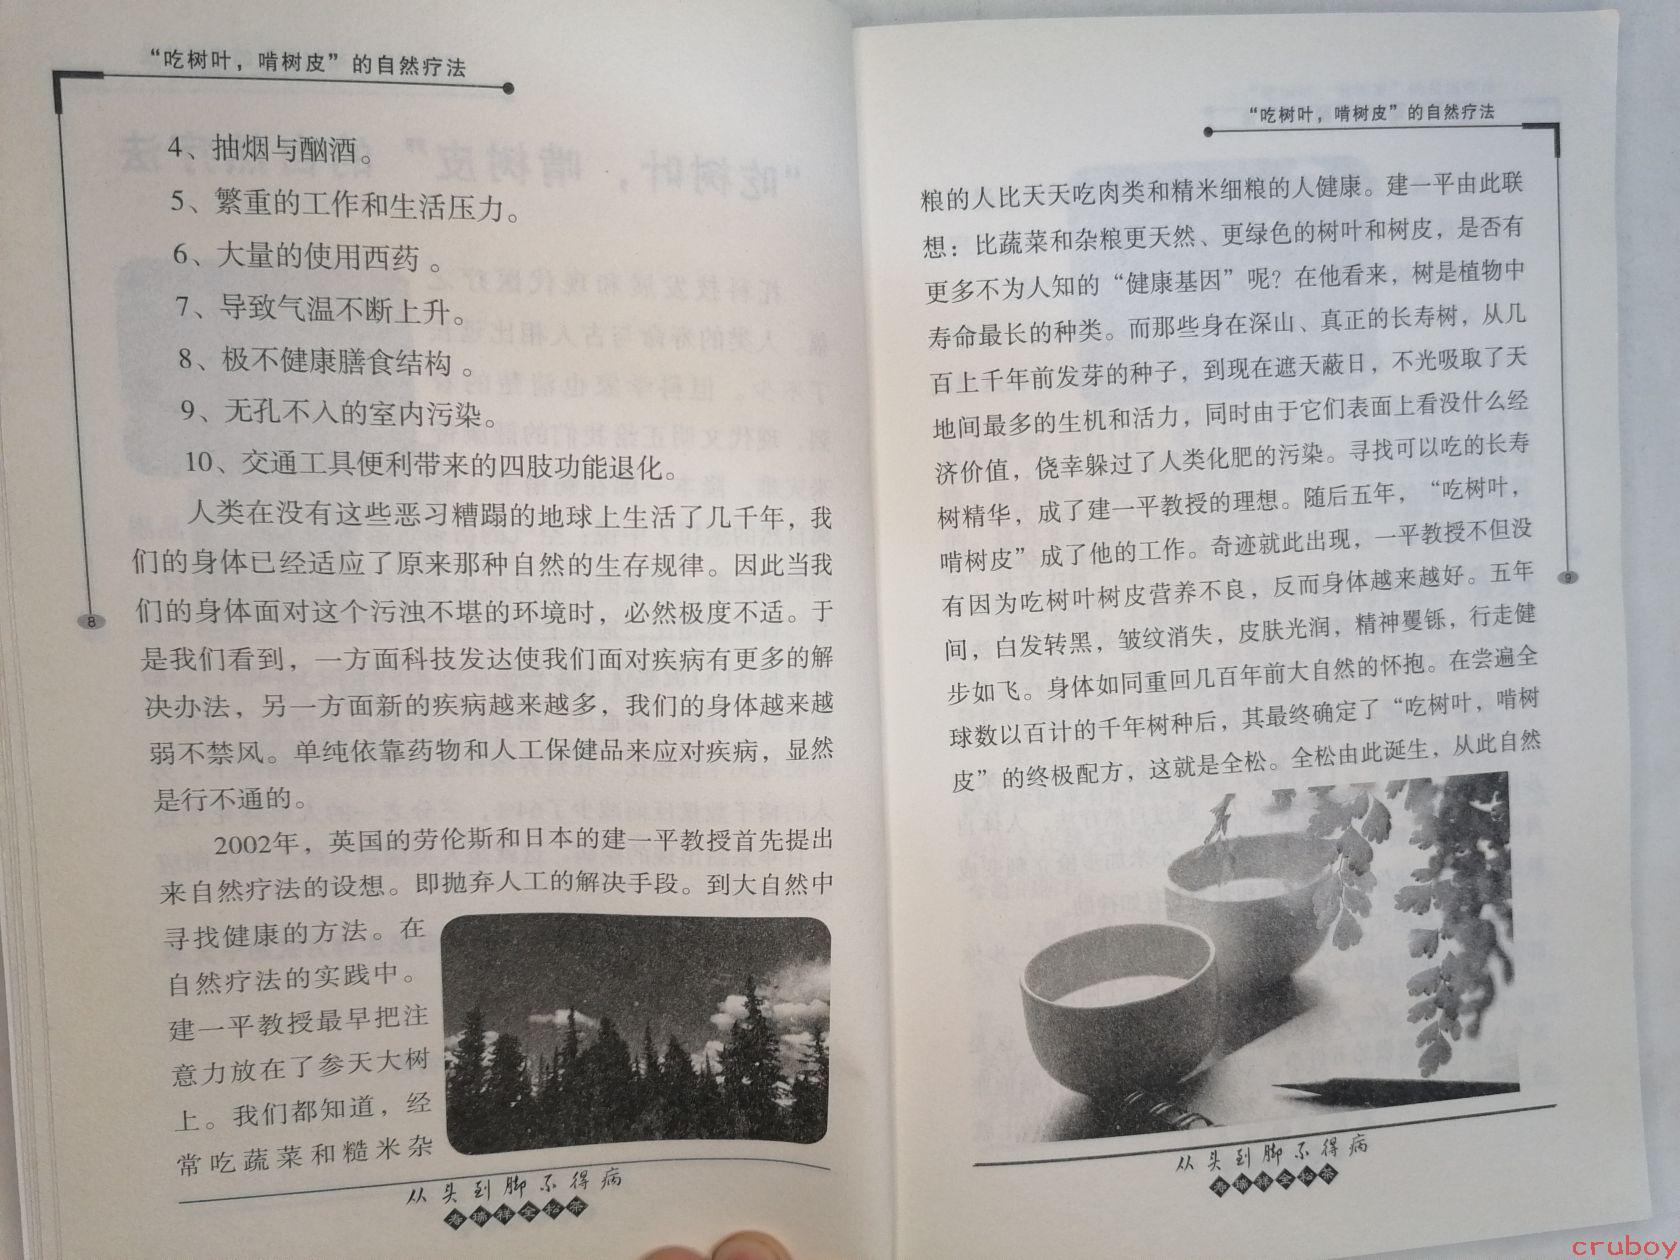 “吃树叶，啃树皮”的自然疗法
4、抽烟与酗酒。
5、繁重的工作和生活压力。
6、大量的使用西药 。
7、导致气温不断上升。
8、极不健康膳食结构 。
9、无孔不入的室内污染。
10、交通工具便利带来的四肢功能退化。
人类在没有这些恶习糟蹋的地球上生活了几千年，我
们的身体已经适应了原来那种自然的生存规律。因此当我
们的身体面对这个污浊不堪的环境时，必然极度不适。于
是我们看到，一方面科技发达使我们面对疾病有更多的解
决办法，另一方面新的疾病越来越多，我们的身体越来越
弱不禁风。单纯依靠药物和人工保健品来应对疾病，显然
是行不通的。
2002年，英国的劳伦斯和日本的建一平教授首先提出
来自然疗法的设想。即抛弃人工的解决手段。到大自然中
寻找健康的方法。在
自然疗法的实践中。
建一平教授最早把注
意力放在了参天大树
上。我们都知道，经
常吃蔬菜和糙米杂
8
从头到脚不得病
寿瑞祥全松茶
“吃树叶，啃树皮”的自然疗法
粮的人比天天吃肉类和精米细粮的人健康。建一平由此联
想：比蔬菜和杂粮更天然、更绿色的树叶和树皮，是否有
更多不为人知的“健康基因”呢？在他看来，树是植物中
寿命最长的种类。而那些身在深山、真正的长寿树，从几
百上千年前发芽的种子，到现在遮天蔽日，不光吸取了天
地间最多的生机和活力，同时由于它们表面上看没什么经
济价值，侥幸躲过了人类化肥的污染。寻找可以吃的长寿
树精华，成了建一平教授的理想。随后五年，“吃树叶，
啃树皮”成了他的工作。奇迹就此出现，一平教授不但没
有因为吃树叶树皮营养不良，反而身体越来越好。五年
间，白发转黑，皱纹消失，皮肤光润，精神矍铄，行走健
步如飞。身体如同重回几百年前大自然的怀抱。在尝遍全
球数以百计的千年树种后，其最终确定了“吃树叶，啃树
皮”的终极配方，这就是全松。全松由此诞生，从此自然
9
从头到脚不得病
寿瑞祥全松茶
cruboy